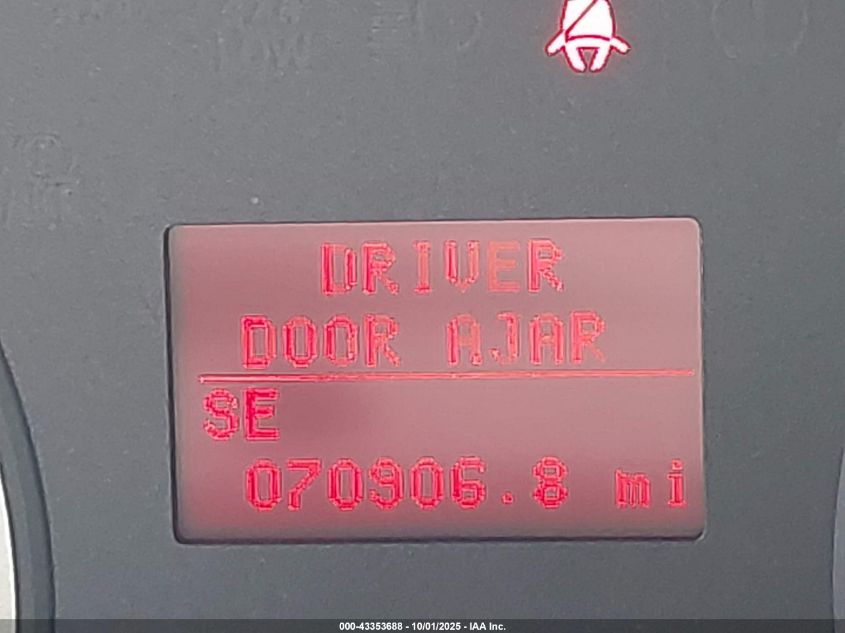 DRIVER
DOOR AJAR
SE
070906.8 mi
000-43353688 - 10/01/2025 - IAA Inc.